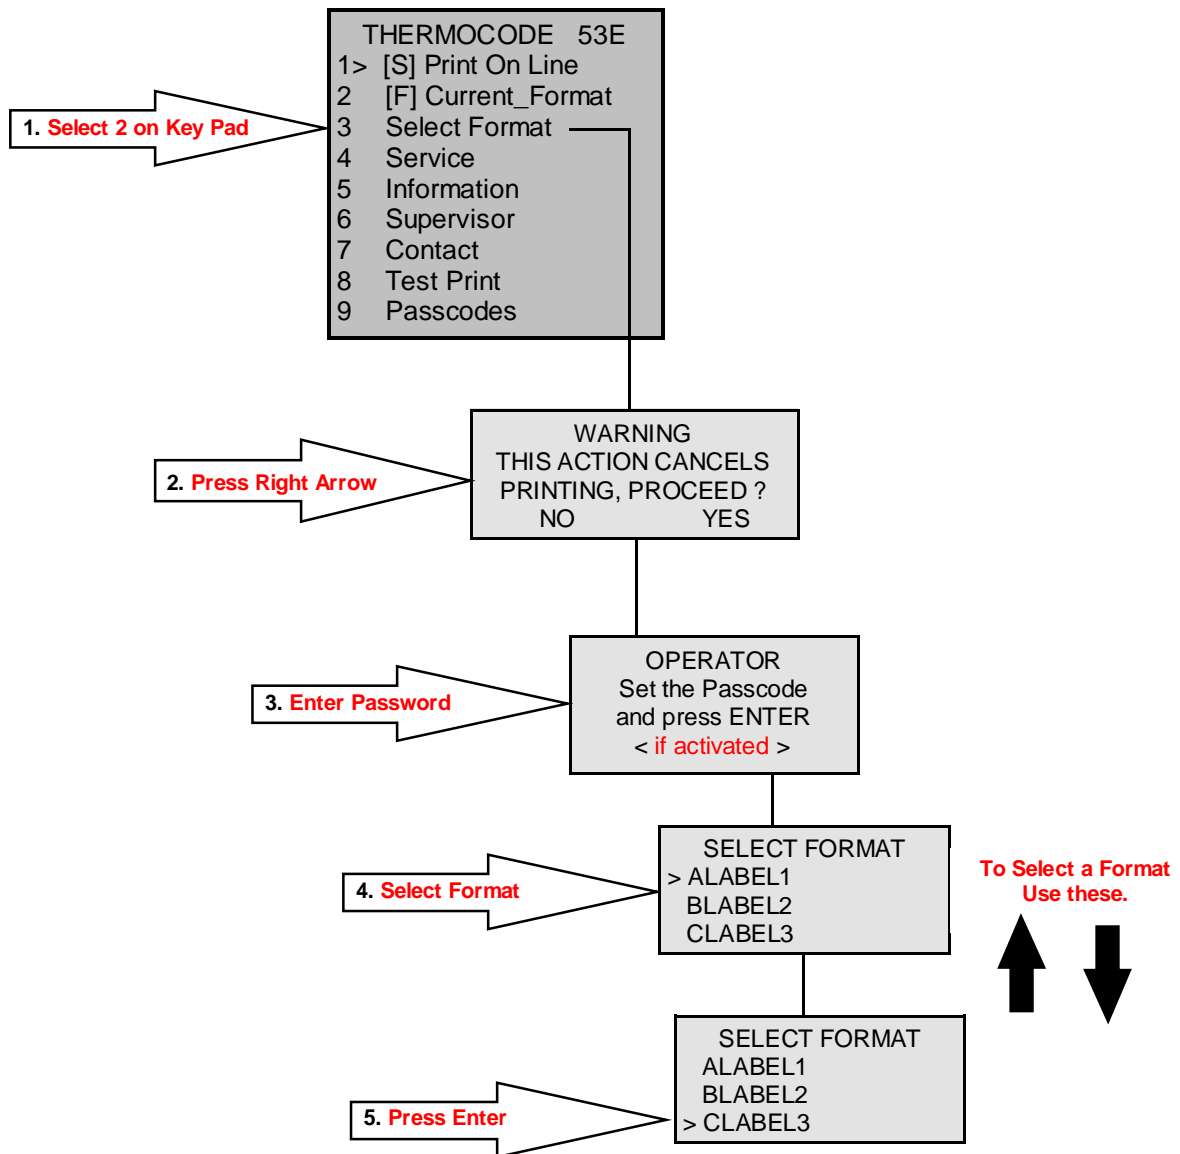 THERMOCODE 53E
1> [S] Print On Line
2 [F] Current_Format
3 Select Format
4 Service
5 Information
6 Supervisor
7 Contact
8 Test Print
9 Passcodes
1. Select 2 on Key Pad
WARNING
THIS ACTION CANCELS
PRINTING, PROCEED ?
NO YES
2. Press Right Arrow
OPERATOR
Set the Passcode
and press ENTER
< if activated >
3. Enter Password
SELECT FORMAT
> ALABEL1
BLABEL2
CLABEL3
4. Select Format
To Select a Format
Use these.
SELECT FORMAT
ALABEL1
BLABEL2
> CLABEL3
5. Press Enter